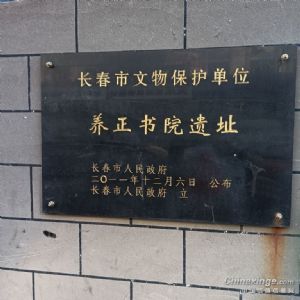 长春市文物保护单位
养正书院遗址
长春市人民政府
二〇一一年十二月六日 公布
长春市人民政府 立
Chinaxinge.com